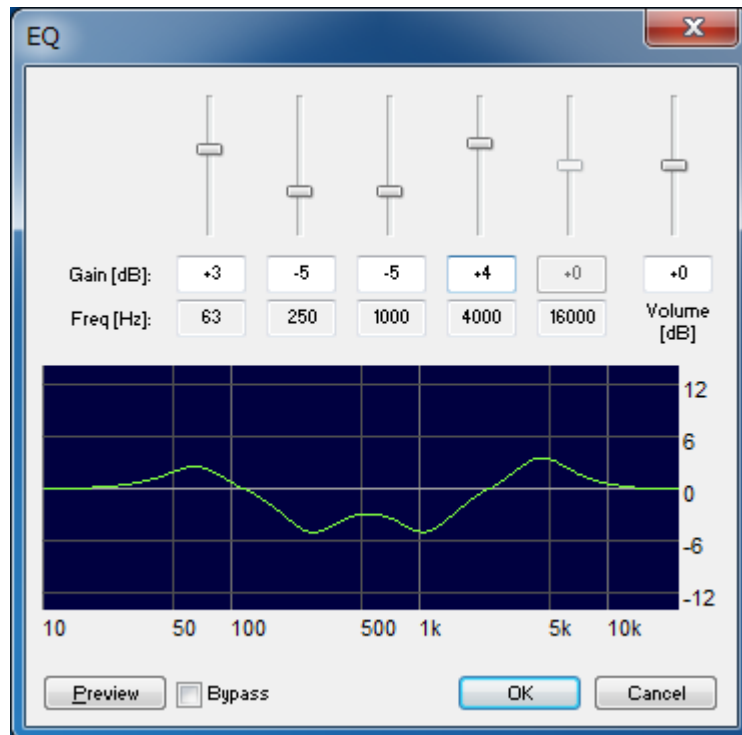 EQ
Gain [dB]: +3 -5 -5 +4 +0 +0
Freq [Hz]: 63 250 1000 4000 16000 Volume [dB]
12
6
0
-6
-12
10 50 100 500 1k 5k 10k
Preview Bypass OK Cancel